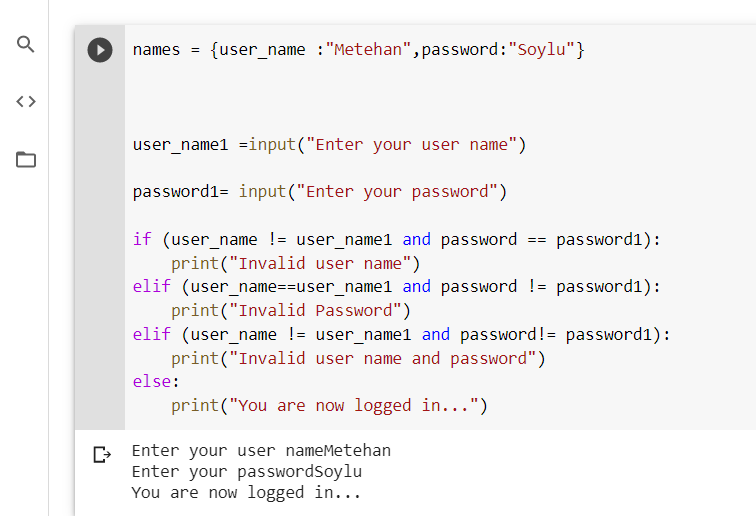 names = {user_name :"Metehan",password:"Soylu"}
user_name1 =input("Enter your user name")
password1= input("Enter your password")
if (user_name != user_name1 and password == password1):
    print("Invalid user name")
elif (user_name==user_name1 and password != password1):
    print("Invalid Password")
elif (user_name != user_name1 and password!= password1):
    print("Invalid user name and password")
else:
    print("You are now logged in...")
Enter your user nameMetehan
Enter your passwordSoylu
You are now logged in...